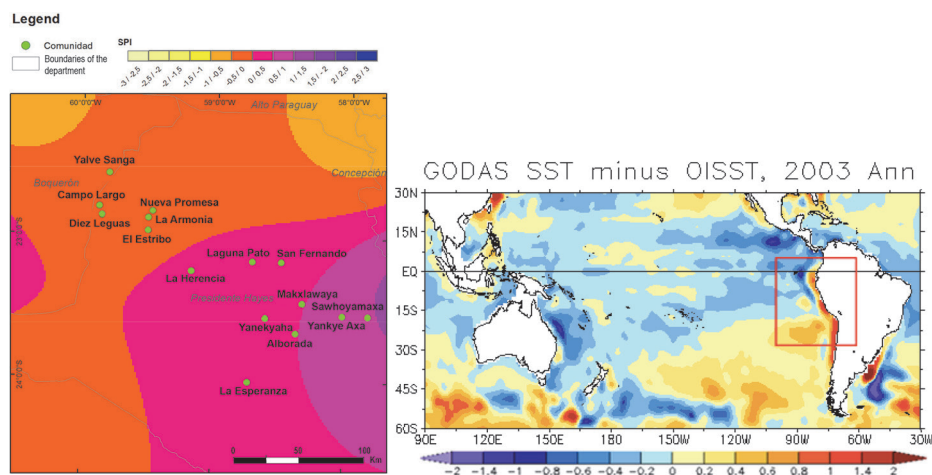 Legend
Comunidad
Boundaries of the
department
SPI
-3 / -2.5
-2,5 / -2
-2 / -1,5
-1,5 / -1
-1 / -0.5
-0.5 / 0
0 / 0,5
0,5 / 1
1 / 1,5
1,5 / -2
2 / 2,5
2,5 / 3
60°0'0"W
59°0'0"W
58°0'0"W
Alto Paraguay
Yalve Sanga
Concepción
Boquerón
Campo Largo
Nueva Promesa
Diez Leguas
La Armonia
El Estribo
Laguna Pato
San Fernando
La Herencia
Makxlawaya
Sawhoyamaxa
Yanekyaha
Yankye Axa
Alborada
24°0'0"S
La Esperanza
0
50
100
Km
GODAS SST minus OISST, 2003 Ann
30N
15N
EQ
15S
30S
45S
60S
90E
120E
150E
180
150W
120W
90W
60W
30W
-2
-1.4
-1
-0.8
-0.6
-0.4
-0.2
0
0.2
0.4
0.6
0.8
1
1.4
2